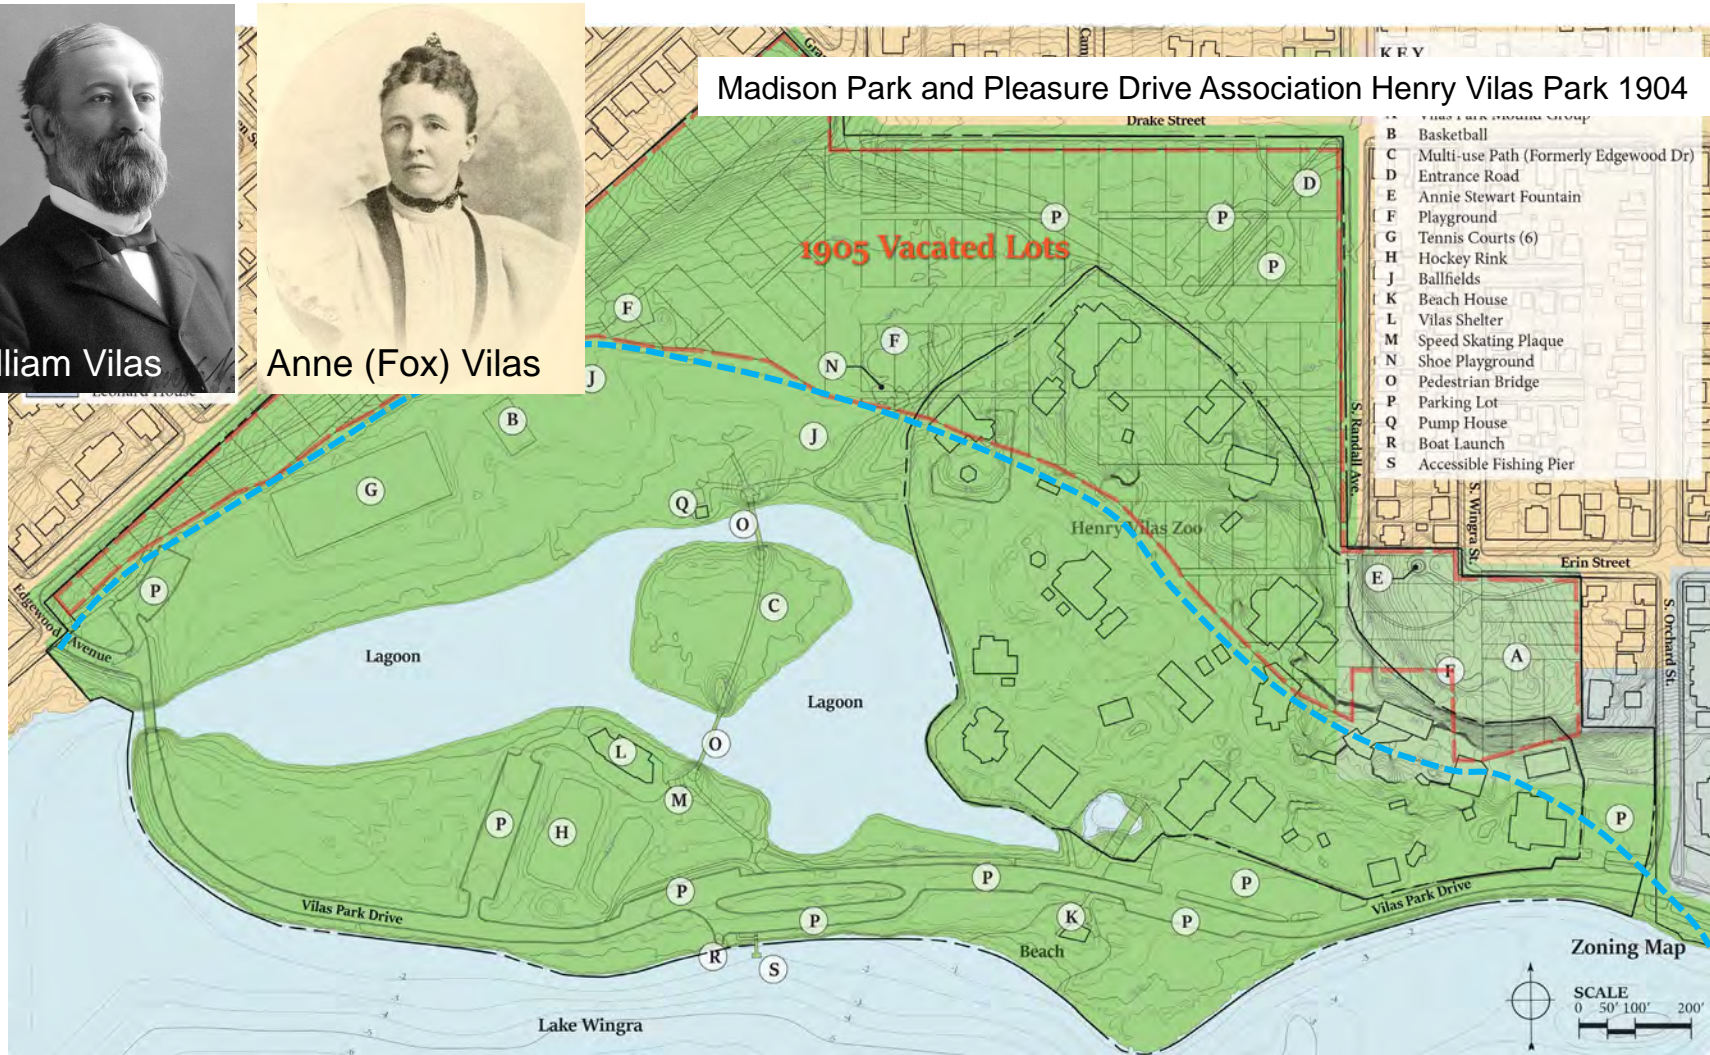 Madison Park and Pleasure Drive Association Henry Vilas Park 1904
lliam Vilas
Anne (Fox) Vilas
KEY
Vilas Park Mound Group
B Basketball
C Multi-use Path (Formerly Edgewood Dr)
D Entrance Road
E Annie Stewart Fountain
F Playground
G Tennis Courts (6)
H Hockey Rink
J Ballfields
K Beach House
L Vilas Shelter
M Speed Skating Plaque
N Shoe Playground
O Pedestrian Bridge
P Parking Lot
Q Pump House
R Boat Launch
S Accessible Fishing Pier
Drake Street
1905 Vacated Lots
D
P
P
P
F
F
N
J
J
B
G
Q
O
C
P
S. Randall Ave.
S. Wingra St.
Erin Street
S. Orchard St.
Henry Vilas Zoo
E
A
F
Edgewood
Avenue
Lagoon
Lagoon
L
O
M
P
H
P
P
P
P
P
P
K
R
S
Vilas Park Drive
Vilas Park Drive
Beach
Lake Wingra
Zoning Map
SCALE
0 50' 100' 200'